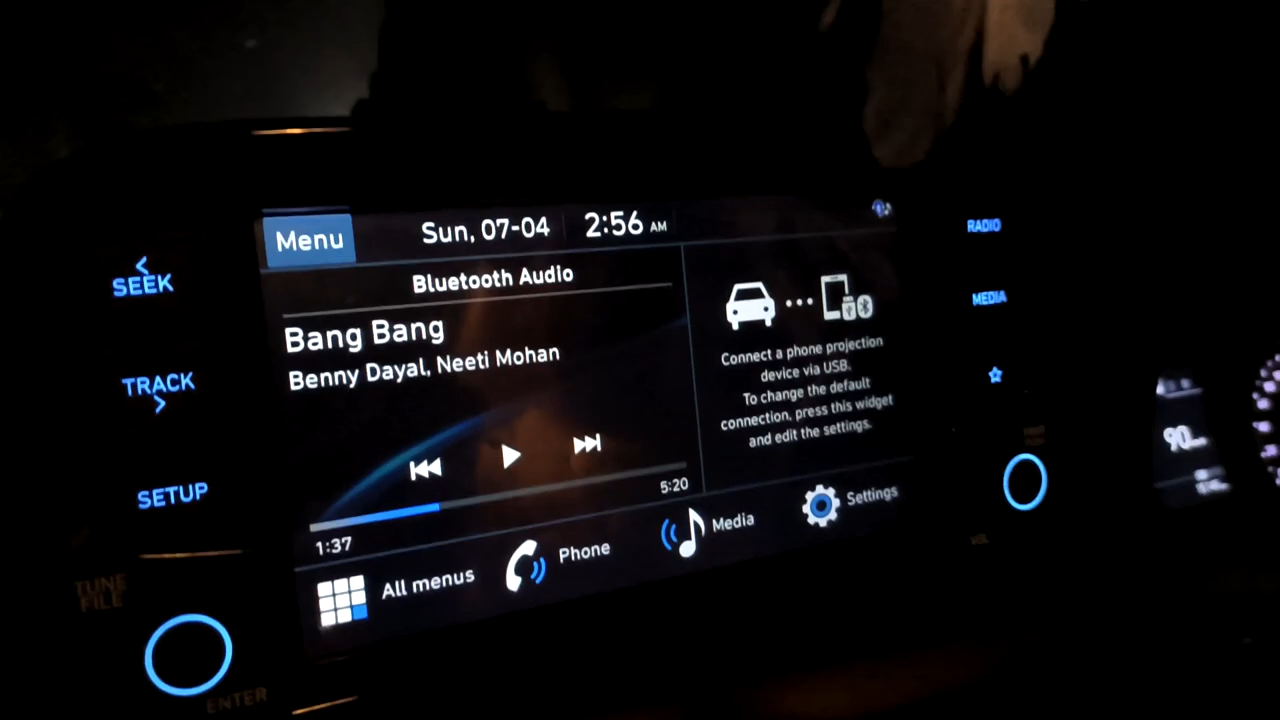 Menu
Sun, 07-04
2:56 AM
Bluetooth Audio
Bang Bang
Benny Dayal, Neeti Mohan
1:37
5:20
Connect a phone projection
device via USB.
To change the default
connection, press this widget
and edit the settings.
All menus
Phone
Media
Settings
< SEEK
TRACK >
SETUP
TUNE
FILE
ENTER
RADIO
MEDIA
90